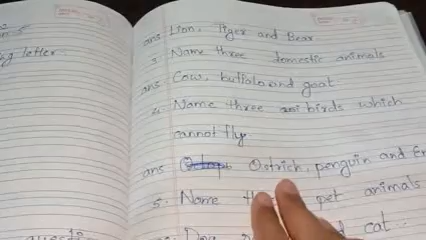 g letter.
ans Lion, Tiger and Bear
3. Name three domestic animals
ans Cow, buffalo and goat.
4. Name three birds which
cannot fly.
ans Ostrich, penguin and E
5. Name pet animals
cat.